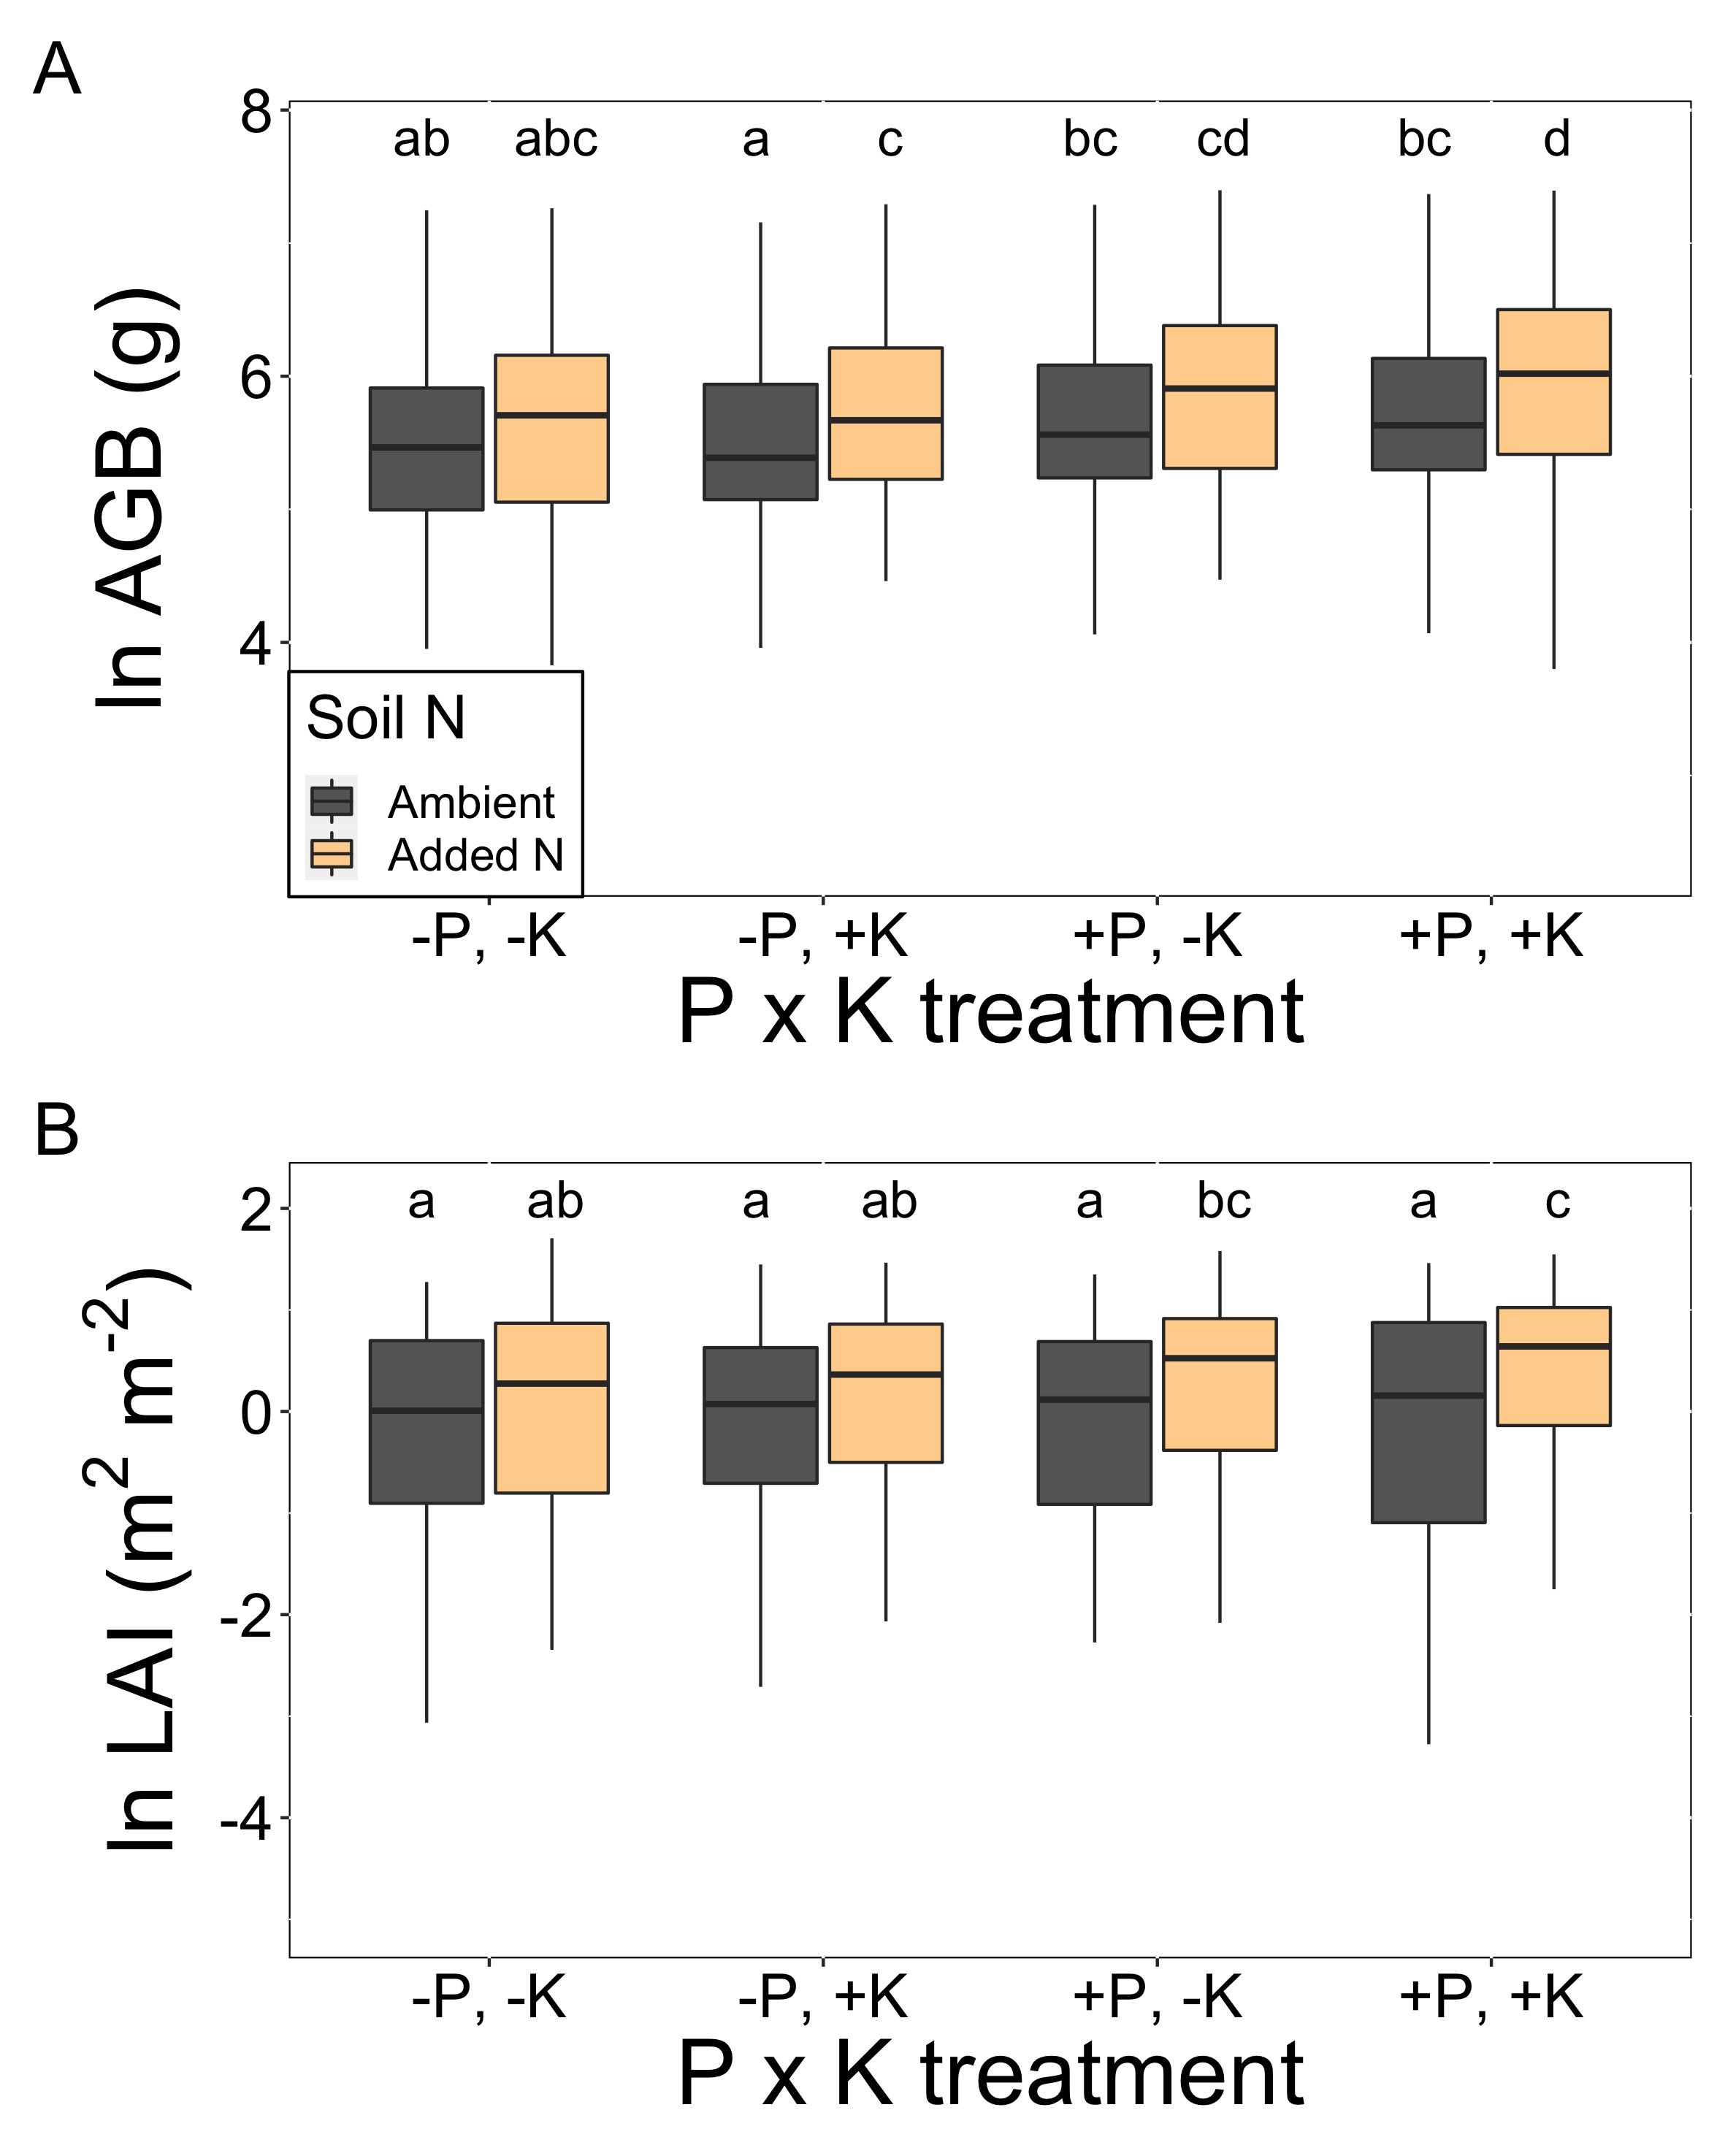 A
8
ab abc a c bc cd bc d
6
4
ln AGB (g)
Soil N
Ambient
Added N
-P, -K -P, +K +P, -K +P, +K
P x K treatment
B
2
a ab a ab a bc a c
0
-2
-4
ln LAI (m² m⁻²)
-P, -K -P, +K +P, -K +P, +K
P x K treatment